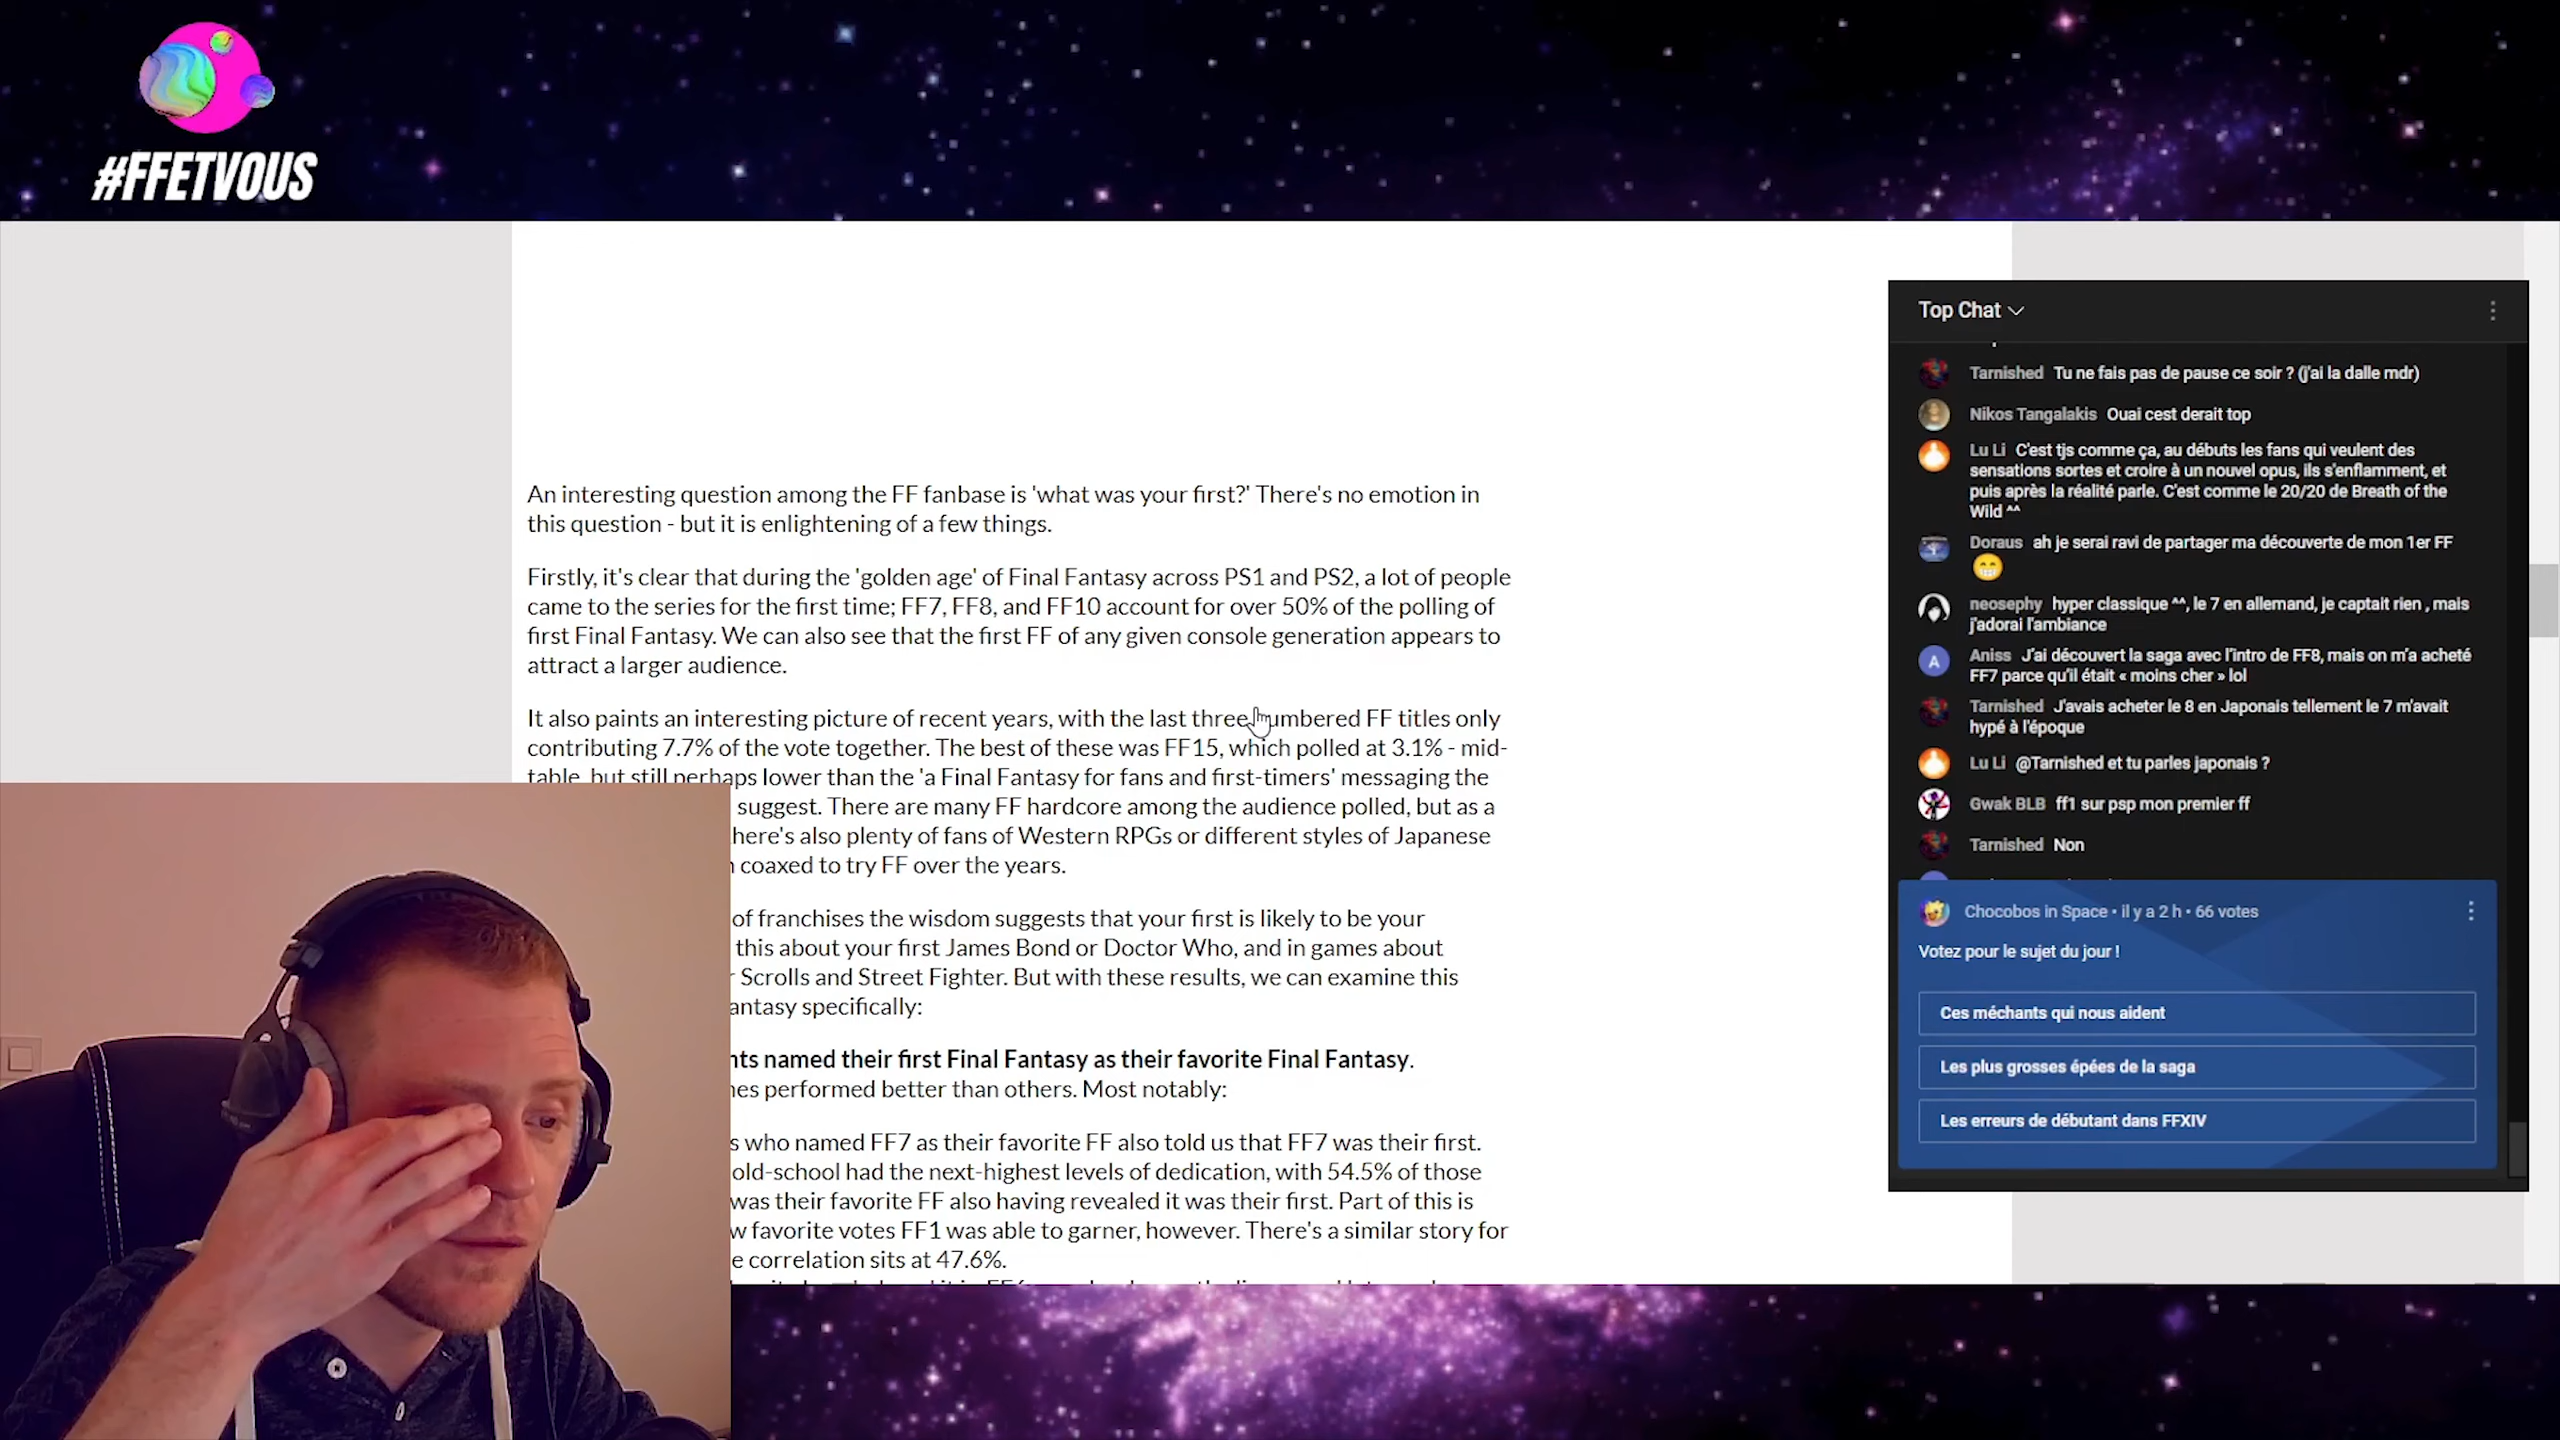 #FFETVOUS
An interesting question among the FF fanbase is 'what was your first?' There's no emotion in
this question - but it is enlightening of a few things.
Firstly, it's clear that during the 'golden age' of Final Fantasy across PS1 and PS2, a lot of people
came to the series for the first time; FF7, FF8, and FF10 account for over 50% of the polling of
first Final Fantasy. We can also see that the first FF of any given console generation appears to
attract a larger audience.
It also paints an interesting picture of recent years, with the last three umbered FF titles only
contributing 7.7% of the vote together. The best of these was FF15, which polled at 3.1% - mid-
table, but still perhaps lower than the 'a Final Fantasy for fans and first-timers' messaging the
suggest. There are many FF hardcore among the audience polled, but as a
here's also plenty of fans of Western RPGs or different styles of Japanese
coaxed to try FF over the years.
of franchises the wisdom suggests that your first is likely to be your
this about your first James Bond or Doctor Who, and in games about
Scrolls and Street Fighter. But with these results, we can examine this
antasy specifically:
nts named their first Final Fantasy as their favorite Final Fantasy.
nes performed better than others. Most notably:
s who named FF7 as their favorite FF also told us that FF7 was their first.
old-school had the next-highest levels of dedication, with 54.5% of those
was their favorite FF also having revealed it was their first. Part of this is
w favorite votes FF1 was able to garner, however. There's a similar story for
e correlation sits at 47.6%.
Top Chat
Tarnished Tu ne fais pas de pause ce soir ? (j'ai la dalle mdr)
Nikos Tangalakis Ouai cest derait top
Lu Li C'est tjs comme ça, au débuts les fans qui veulent des
sensations sortes et croire à un nouvel opus, ils s'enflamment, et
puis après la réalité parle. C'est comme le 20/20 de Breath of the
Wild ^^
Doraus ah je serai ravi de partager ma découverte de mon 1er FF
😁
neosephy hyper classique ^^, le 7 en allemand, je captait rien , mais
j'adorai l'ambiance
A Aniss J'ai découvert la saga avec l'intro de FF8, mais on m'a acheté
FF7 parce qu'il était « moins cher » lol
Tarnished J'avais acheter le 8 en Japonais tellement le 7 m'avait
hypé à l'époque
Lu Li @Tarnished et tu parles japonais ?
Gwak BLB ff1 sur psp mon premier ff
Tarnished Non
Chocobos in Space • il y a 2 h • 66 votes
Votez pour le sujet du jour !
Ces méchants qui nous aident
Les plus grosses épées de la saga
Les erreurs de débutant dans FFXIV